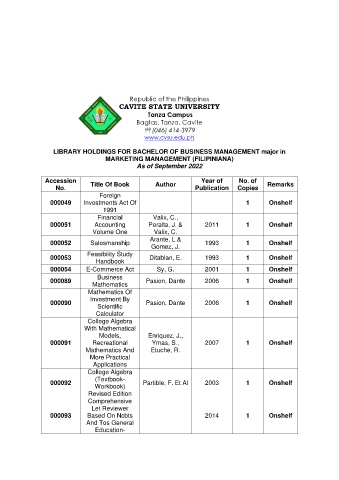 Republic of the Philippines
CAVITE STATE UNIVERSITY
Tanza Campus
Bagtas, Tanza, Cavite
(046) 414-3979
www.cvsu.edu.ph
LIBRARY HOLDINGS FOR BACHELOR OF BUSINESS MANAGEMENT major in
MARKETING MANAGEMENT (FILIPINIANA)
As of September 2022
Accession No. Title Of Book Author Year of Publication No. of Copies Remarks
000049 Foreign Investments Act Of 1991 1 Onshelf
000051 Financial Accounting Volume One Valix, C., Peralta, J. & Valix, C. 2011 1 Onshelf
000052 Salesmanship Arante, L & Gomez, J. 1993 1 Onshelf
000053 Feasibility Study Handbook Ditablan, E. 1993 1 Onshelf
000054 E-Commerce Act Sy, G. 2001 1 Onshelf
000089 Business Mathematics Pasion, Dante 2006 1 Onshelf
000090 Mathematics Of Investment By Scientific Calculator Pasion, Dante 2006 1 Onshelf
000091 College Algebra With Mathematical Models, Recreational Mathematics And More Practical Applications Enriquez, J., Ymas, S., Etuche, R. 2007 1 Onshelf
000092 College Algebra (Textbook-Workbook) Revised Edition Partible, F. Et Al 2003 1 Onshelf
000093 Comprehensive Let Reviewer Based On Ncbts And Tos General Education- 2014 1 Onshelf